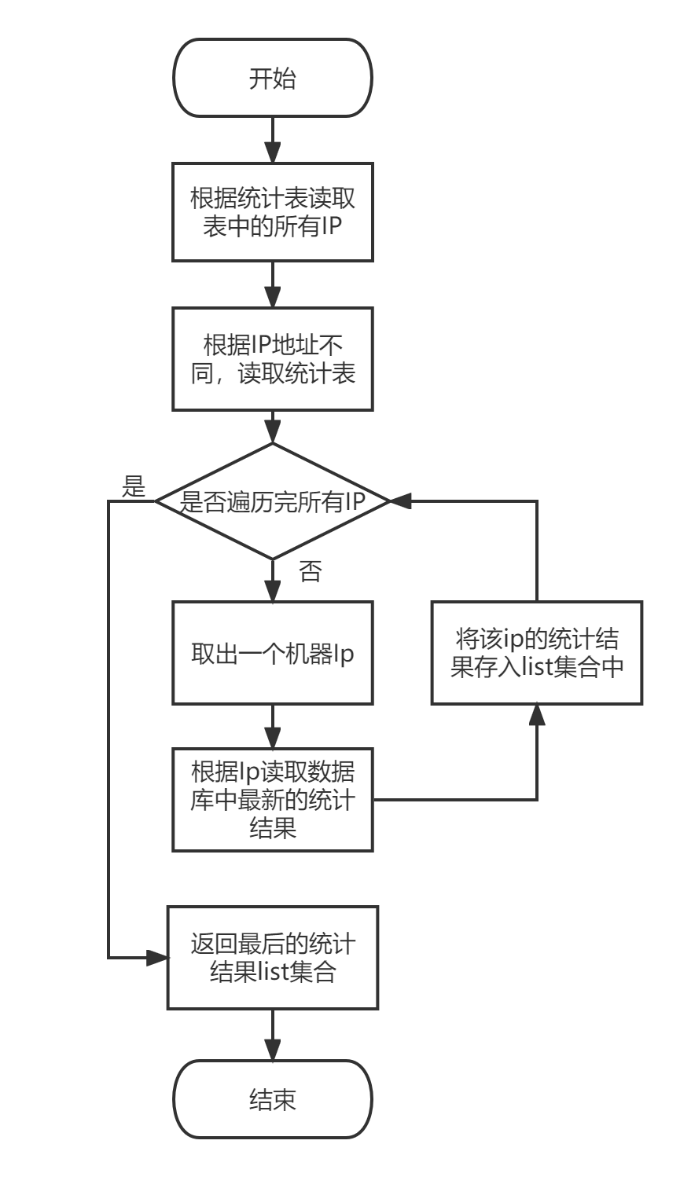 开始
根据统计表读取
表中的所有IP
根据IP地址不
同，读取统计表
是
是否遍历完所有IP
否
取出一个机器Ip
将该ip的统计结
果存入list集合中
根据Ip读取数据
库中最新的统计
结果
返回最后的统计
结果list集合
结束